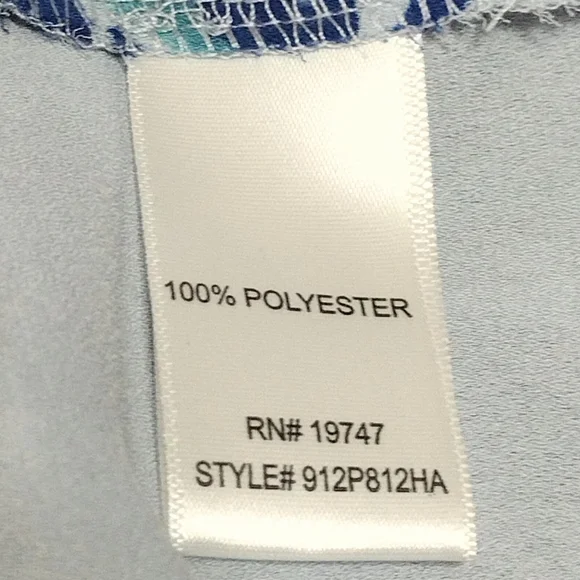 100% POLYESTER
RN# 19747
STYLE# 912P812HA